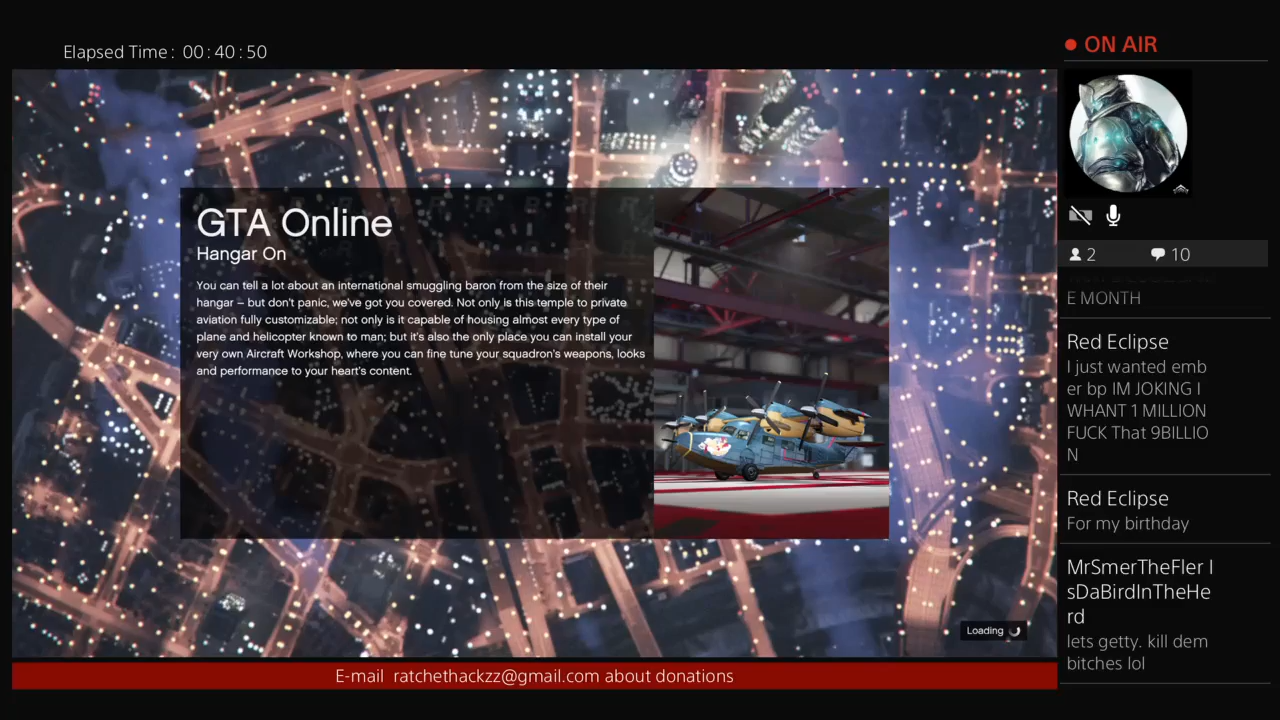 Elapsed Time: 00:40:50
ON AIR
GTA Online
Hangar On
You can tell a lot about an international smuggling baron from the size of their
hangar – but don't panic, we've got you covered. Not only is this temple to private
aviation fully customizable; not only is it capable of housing almost every type of
plane and helicopter known to man; but it's also the only place you can install your
very own Aircraft Workshop, where you can fine tune your squadron's weapons, looks
and performance to your heart's content.
Loading
E-mail ratchethackzz@gmail.com about donations
2
10
E MONTH
Red Eclipse
I just wanted emb
er bp IM JOKING I
WHANT 1 MILLION
FUCK That 9BILLIO
N
Red Eclipse
For my birthday
MrSmerTheFler I
sDaBirdInTheHe
rd
lets getty. kill dem
bitches lol